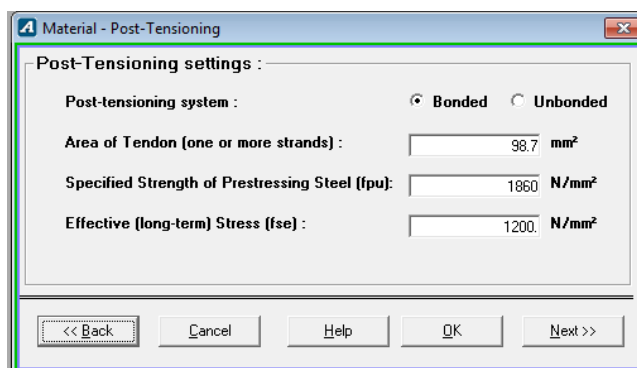 Material - Post-Tensioning
Post-Tensioning settings :
Post-tensioning system : Bonded Unbonded
Area of Tendon (one or more strands) : 98.7 mm²
Specified Strength of Prestressing Steel (fpu): 1860 N/mm²
Effective (long-term) Stress (fse) : 1200. N/mm²
<< Back Cancel Help OK Next >>